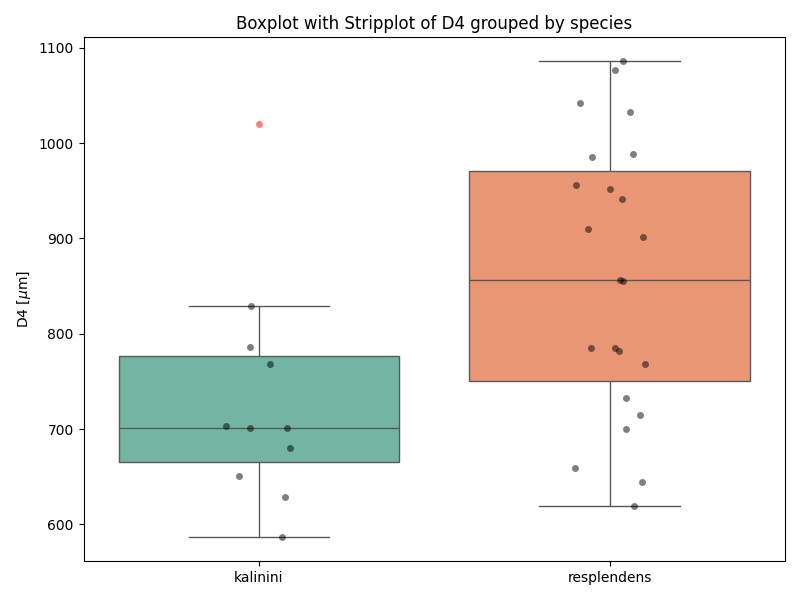 Boxplot with Stripplot of D4 grouped by species
1100
1000
900
800
700
600
D4 [μm]
kalinini
resplendens